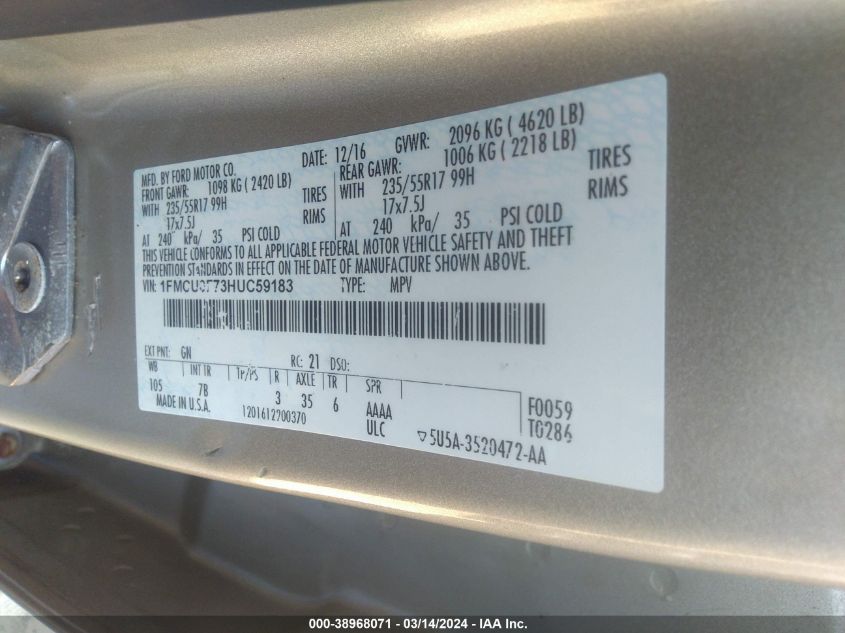 MFD. BY FORD MOTOR CO.
DATE: 12/16 GVWR: 2096 KG ( 4620 LB)
FRONT GAWR: 1098 KG ( 2420 LB)
REAR GAWR: 1006 KG ( 2218 LB)
WITH 235/55R17 99H TIRES
WITH 235/55R17 99H TIRES
17x7.5J RIMS
17x7.5J RIMS
AT 240 kPa/ 35 PSI COLD
AT 240 kPa/ 35 PSI COLD
THIS VEHICLE CONFORMS TO ALL APPLICABLE FEDERAL MOTOR VEHICLE SAFETY AND THEFT
PREVENTION STANDARDS IN EFFECT ON THE DATE OF MANUFACTURE SHOWN ABOVE.
VIN: TYPE: MPV
EXT PNT: GN RC: 21 DSO:
WB INT TR TP/PS R AXLE TR SPR
105 7B 3 35 6 AAAA
F0059
MADE IN U.S.A. ULC
T0286
5U5A-3520472-AA
000-38968071 - 03/14/2024 - IAA Inc.